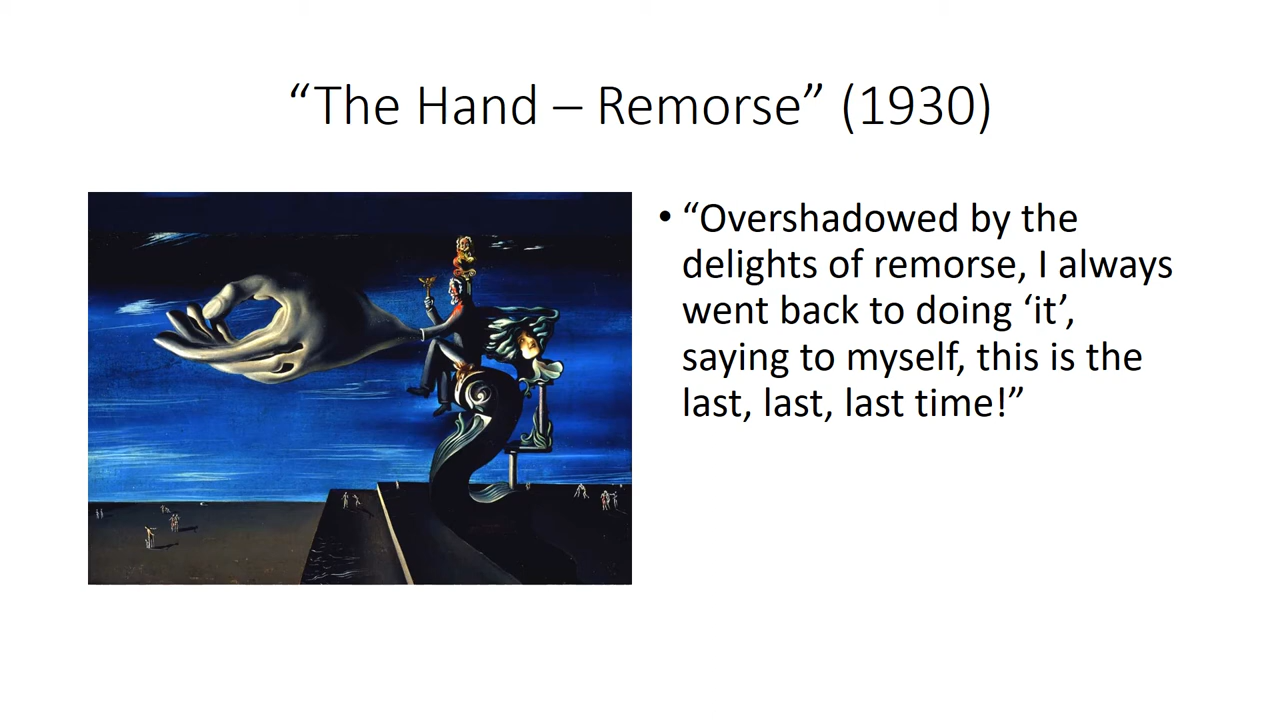 “The Hand – Remorse” (1930)
• “Overshadowed by the
delights of remorse, I always
went back to doing ‘it’,
saying to myself, this is the
last, last, last time!”